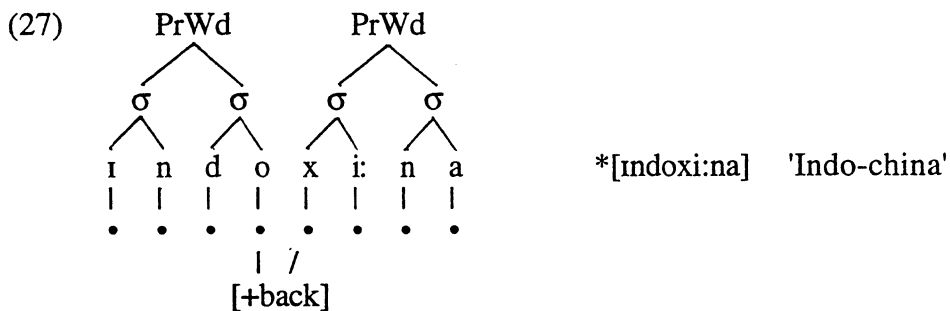 (27) PrWd PrWd
σ σ σ σ
ɪ n d o x i: n a *[ɪndoxi:na] 'Indo-china'
[+back]